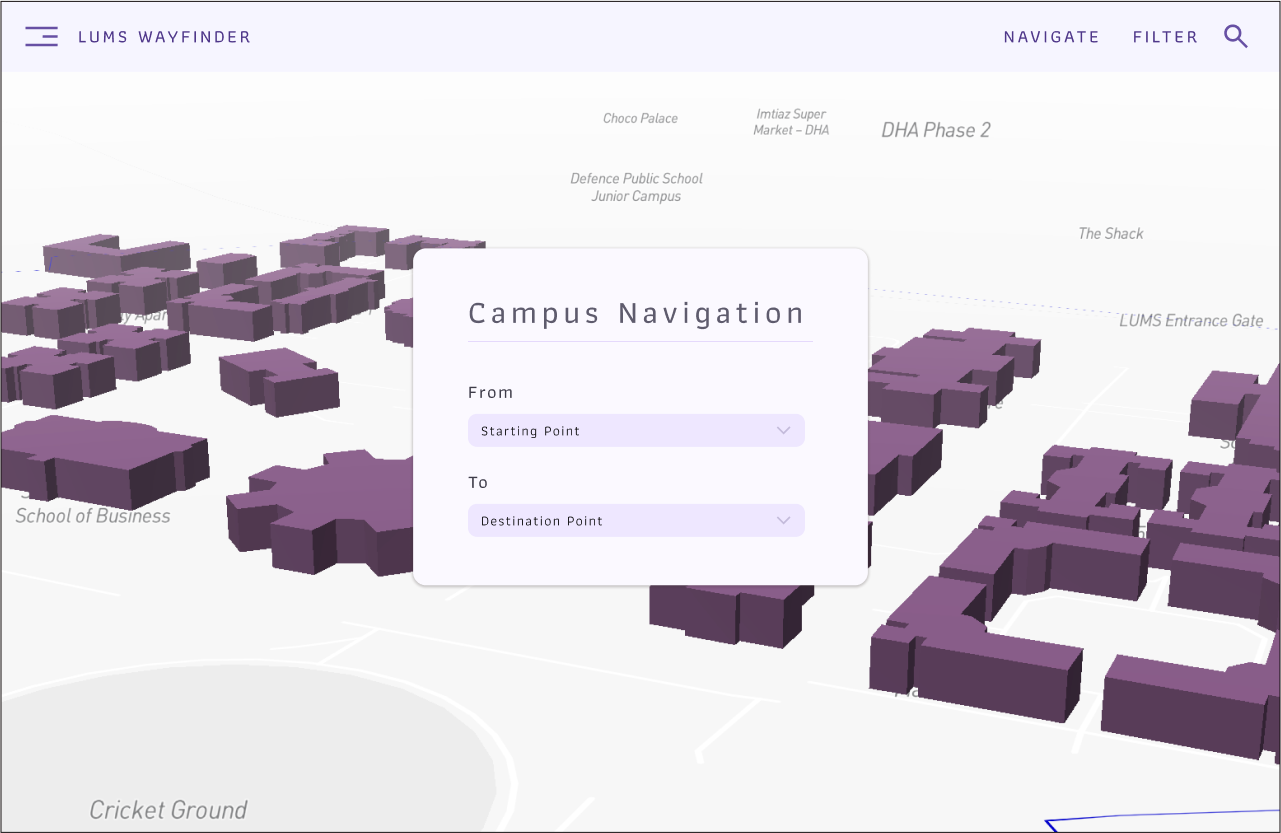 LUMS WAYFINDER
NAVIGATE
FILTER
Choco Palace
Imtiaz Super
Market – DHA
DHA Phase 2
Defence Public School
Junior Campus
The Shack
LUMS Entrance Gate
Campus Navigation
From
Starting Point
To
Destination Point
School of Business
Cricket Ground